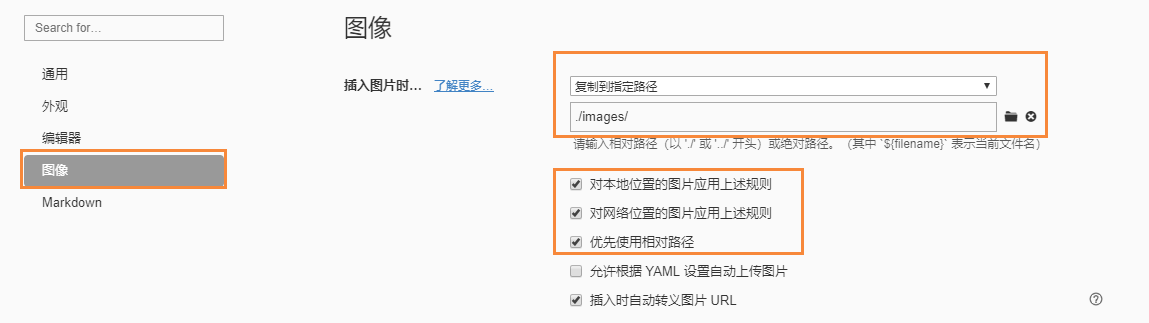 Search for…
通用
外观
编辑器
图像
Markdown
图像
插入图片时… 了解更多…
复制到指定路径
./images/
请输入相对路径（以 './' 或 '../' 开头）或绝对路径。（其中 `${filename}` 表示当前文件名）
对本地位置的图片应用上述规则
对网络位置的图片应用上述规则
优先使用相对路径
允许根据 YAML 设置自动上传图片
插入时自动转义图片 URL